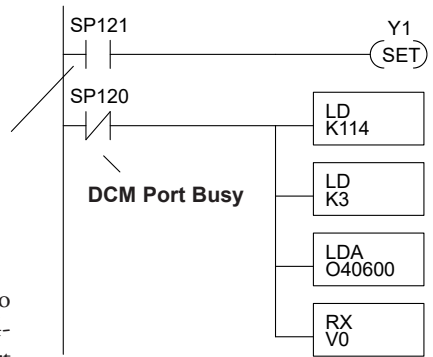 SP121
Y1
SET
SP120
LD
K114
DCM Port Busy
LD
K3
LDA
O40600
RX
V0